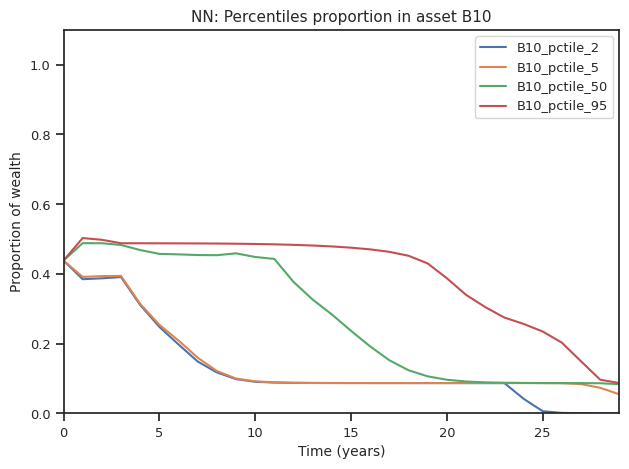 NN: Percentiles proportion in asset B10
B10_pctile_2
B10_pctile_5
B10_pctile_50
B10_pctile_95
Proportion of wealth
1.0
0.8
0.6
0.4
0.2
0.0
0 5 10 15 20 25
Time (years)